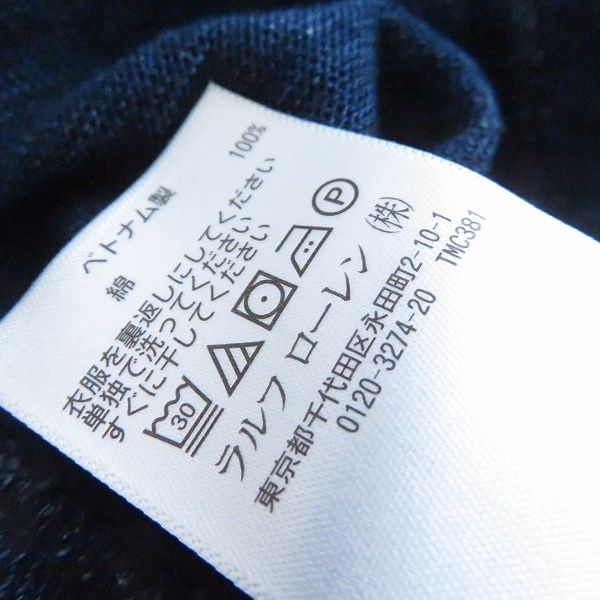 ベトナム製
綿 100%
衣服を裏返しにしてください
単独で洗ってください
すぐに干してください
30 P
ラルフ ローレン (株)
東京都千代田区永田町2-10-1
0120-3274-20 TMC381